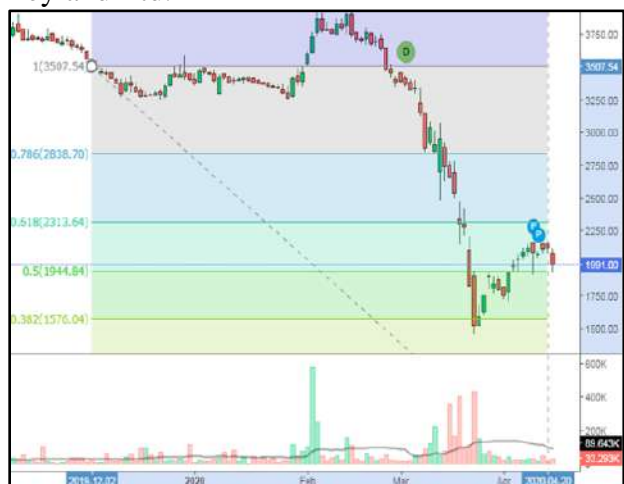 3750.00
1(3507.54)
3507.54
3250.00
3000.00
0.786(2838.70)
2750.00
2500.00
0.618(2313.64)
2250.00
D
P
P
1991.00
0.5(1944.84)
1750.00
0.382(1576.04)
1500.00
600K
400K
200K
89.643K
33.293K
2019.12.02
2020
Feb
Mar
Apr
2020.04.20